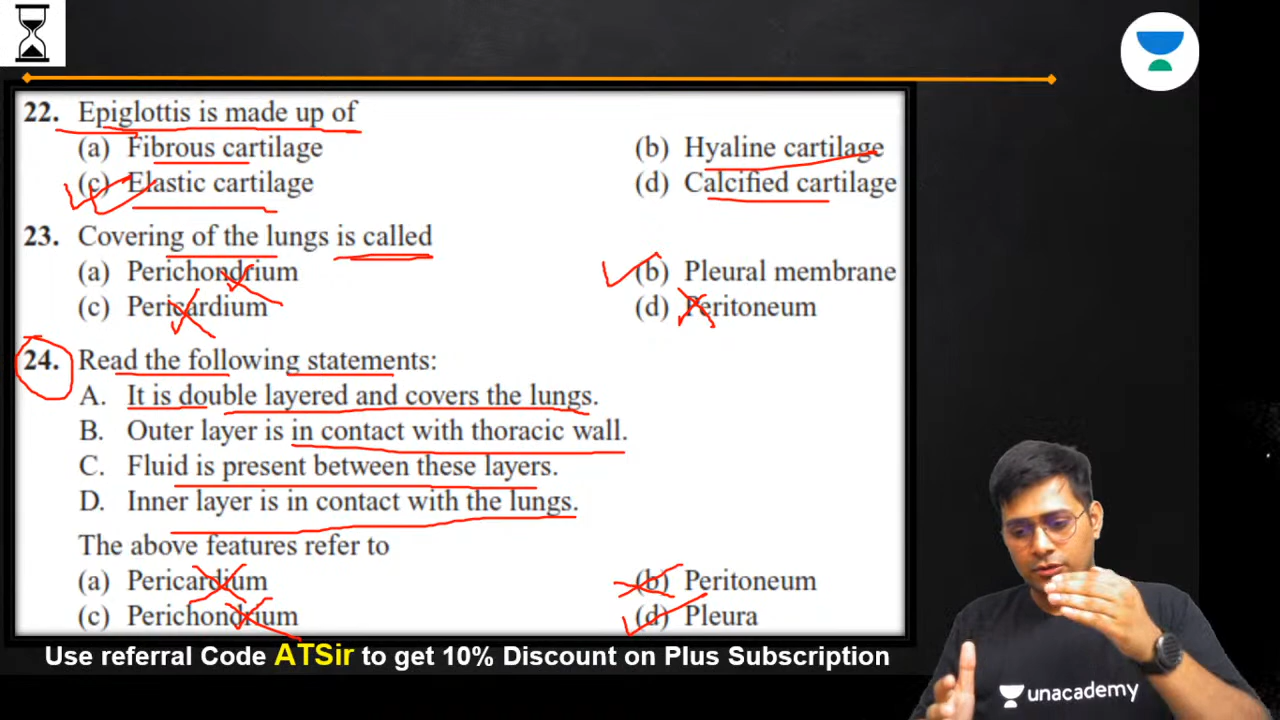 22. Epiglottis is made up of
(a) Fibrous cartilage (b) Hyaline cartilage
(c) Elastic cartilage (d) Calcified cartilage
23. Covering of the lungs is called
(a) Perichondrium (b) Pleural membrane
(c) Pericardium (d) Peritoneum
24. Read the following statements:
A. It is double layered and covers the lungs.
B. Outer layer is in contact with thoracic wall.
C. Fluid is present between these layers.
D. Inner layer is in contact with the lungs.
The above features refer to
(a) Pericardium (b) Peritoneum
(c) Perichondrium (d) Pleura
Use referral Code ATSir to get 10% Discount on Plus Subscription
unacademy